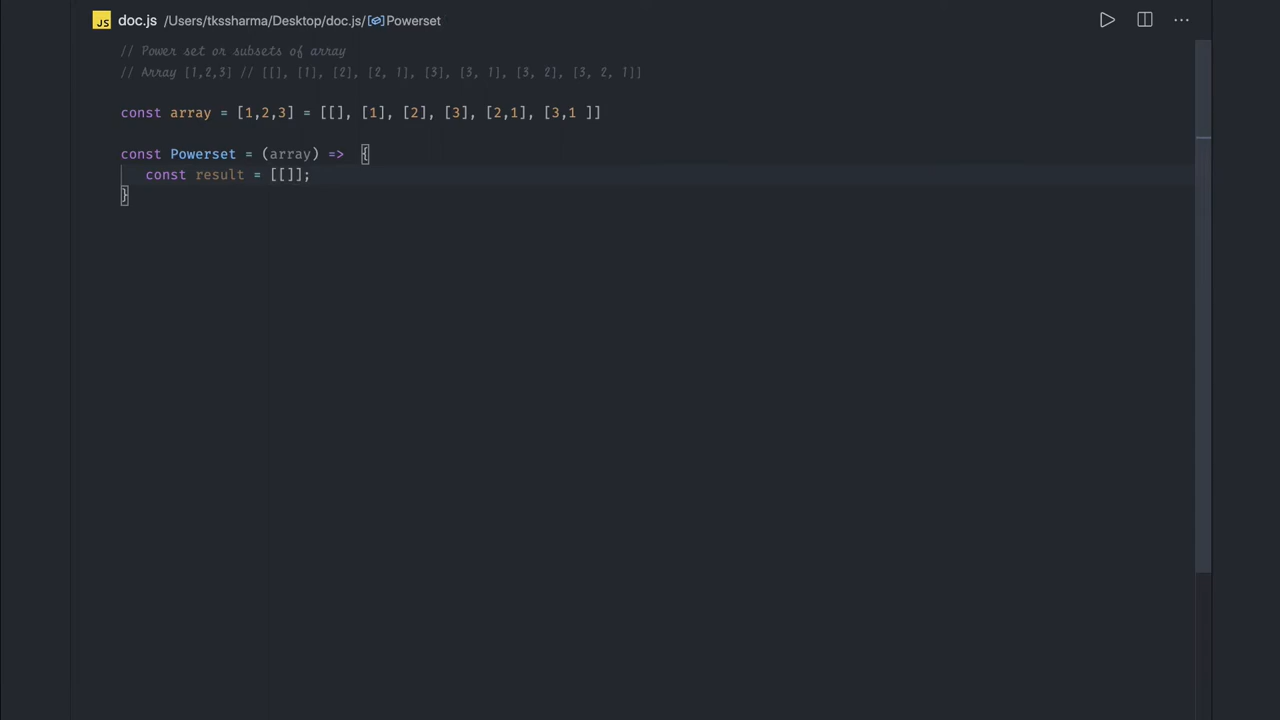 JS doc.js /Users/tkssharma/Desktop/doc.js/Powerset
// Power set or subsets of array
// Array [1,2,3] // [[], [1], [2], [2, 1], [3], [3, 1], [3, 2], [3, 2, 1]]
const array = [1,2,3] = [[], [1], [2], [3], [2,1], [3,1 ]]
const Powerset = (array) =>  {
const result = [[]];
}